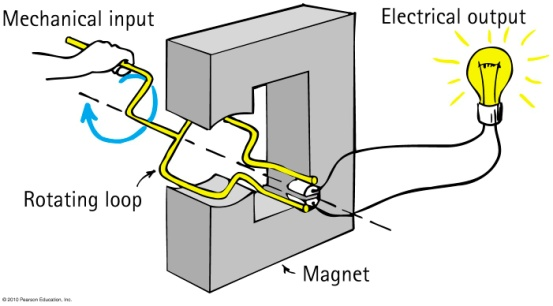 Mechanical input
Electrical output
Rotating loop
Magnet
© 2010 Pearson Education, Inc.